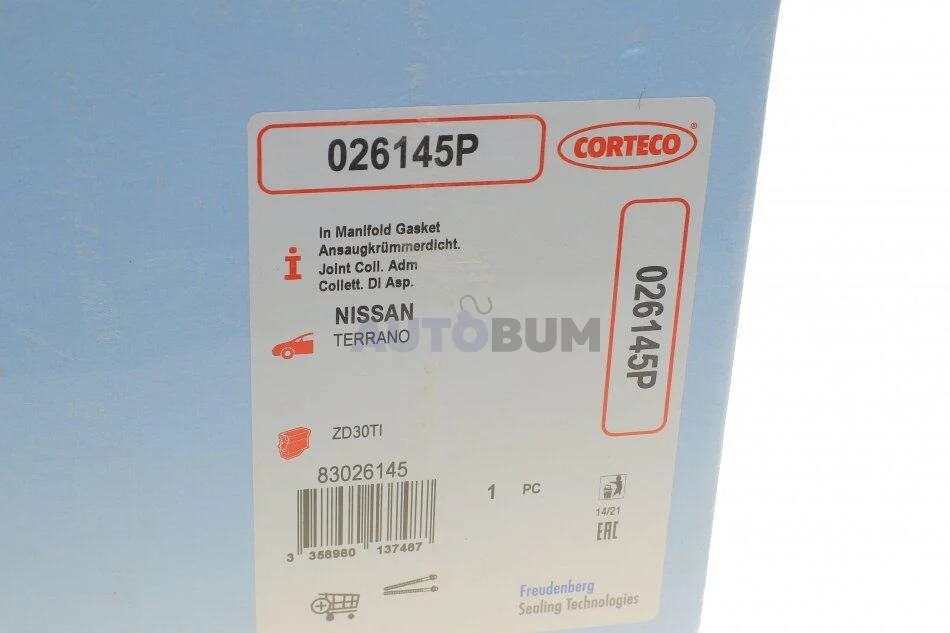 026145P
CORTECO®
In Manifold Gasket
Ansaugkrümmerdicht.
Joint Coll. Adm
Collett. Di Asp.
026145P
NISSAN
TERRANO
AUTOBUM
ZD30TI
83026145
1 PC
14/21
EAC
3 358960 137487
Freudenberg
Sealing Technologies